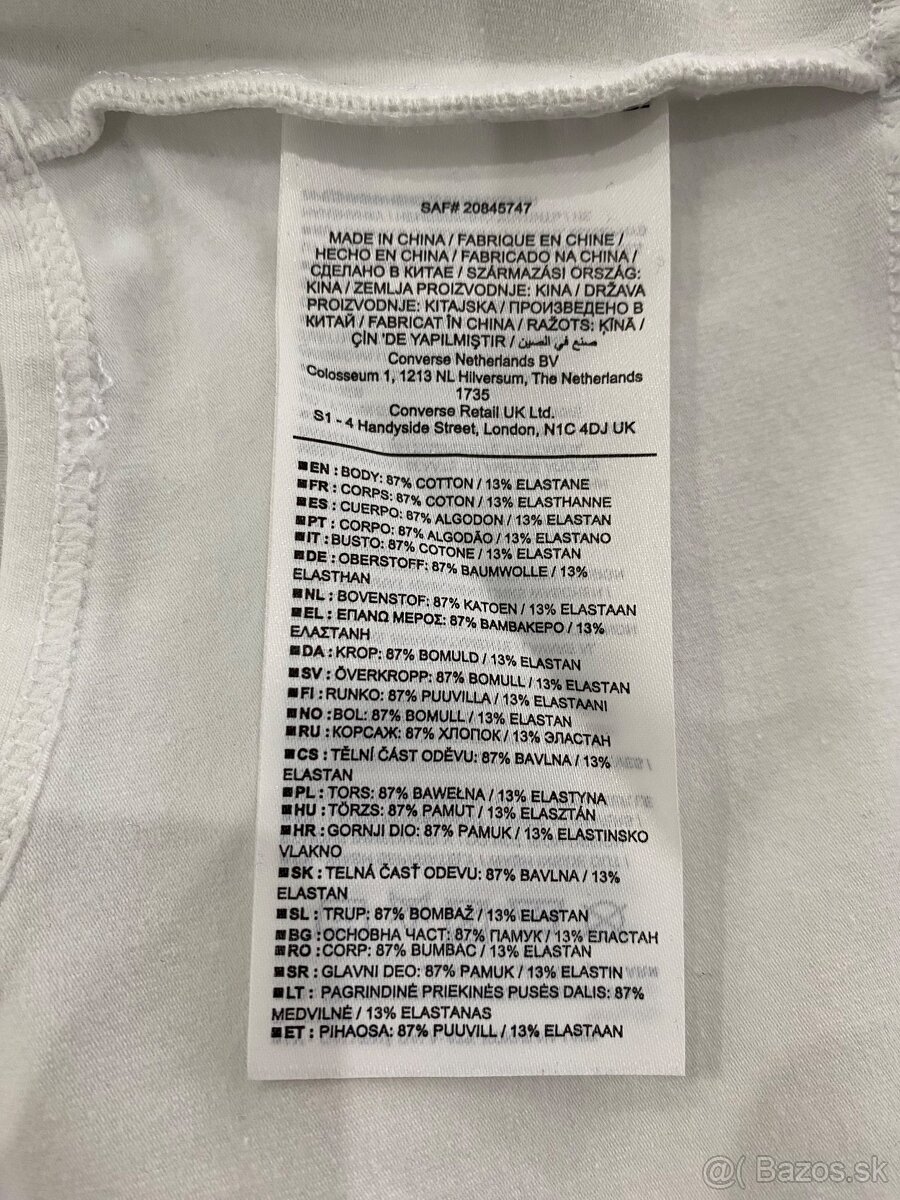 SAF# 20845747
MADE IN CHINA / FABRIQUE EN CHINE /
HECHO EN CHINA / FABRICADO NA CHINA /
СДЕЛАНО В КИТАЕ / SZÁRMAZÁSI ORSZÁG:
KINA / ZEMLJA PROIZVODNJE: KINA / DRŽAVA
PROIZVODNJE: KITAJSKA / ПРОИЗВЕДЕНО В
КИТАЙ / FABRICAT ÎN CHINA / RAŽOTS: ĶĪNĀ /
ÇİN 'DE YAPILMIŞTIR / صنع في الصين
Converse Netherlands BV
Colosseum 1, 1213 NL Hilversum, The Netherlands
1735
Converse Retail UK Ltd.
S1 - 4 Handyside Street, London, N1C 4DJ UK
■EN : BODY: 87% COTTON / 13% ELASTANE
■FR : CORPS: 87% COTON / 13% ELASTHANNE
■ES : CUERPO: 87% ALGODON / 13% ELASTAN
■PT : CORPO: 87% ALGODÃO / 13% ELASTANO
■IT : BUSTO: 87% COTONE / 13% ELASTAN
■DE : OBERSTOFF: 87% BAUMWOLLE / 13%
ELASTHAN
■NL : BOVENSTOF: 87% KATOEN / 13% ELASTAAN
■EL : ΕΠΑΝΩ ΜΕΡΟΣ: 87% ΒΑΜΒΑΚΕΡΟ / 13%
ΕΛΑΣΤΑΝΗ
■DA : KROP: 87% BOMULD / 13% ELASTAN
■SV : ÖVERKROPP: 87% BOMULL / 13% ELASTAN
■FI : RUNKO: 87% PUUVILLA / 13% ELASTAANI
■NO : BOL: 87% BOMULL / 13% ELASTAN
■RU : КОРСАЖ: 87% ХЛОПОК / 13% ЭЛАСТАН
■CS : TĚLNÍ ČÁST ODĚVU: 87% BAVLNA / 13%
ELASTAN
■PL : TORS: 87% BAWEŁNA / 13% ELASTYNA
■HU : TÖRZS: 87% PAMUT / 13% ELASZTÁN
■HR : GORNJI DIO: 87% PAMUK / 13% ELASTINSKO
VLAKNO
■SK : TELNÁ ČASŤ ODEVU: 87% BAVLNA / 13%
ELASTAN
■SL : TRUP: 87% BOMBAŽ / 13% ELASTAN
■BG : ОСНОВНА ЧАСТ: 87% ПАМУК / 13% ЕЛАСТАН
■RO : CORP: 87% BUMBAC / 13% ELASTAN
■SR : GLAVNI DEO: 87% PAMUK / 13% ELASTIN
■LT : PAGRINDINĖ PRIEKINĖS PUSĖS DALIS: 87%
MEDVILNĖ / 13% ELASTANAS
■ET : PIHAOSA: 87% PUUVILL / 13% ELASTAAN
@( Bazos.sk